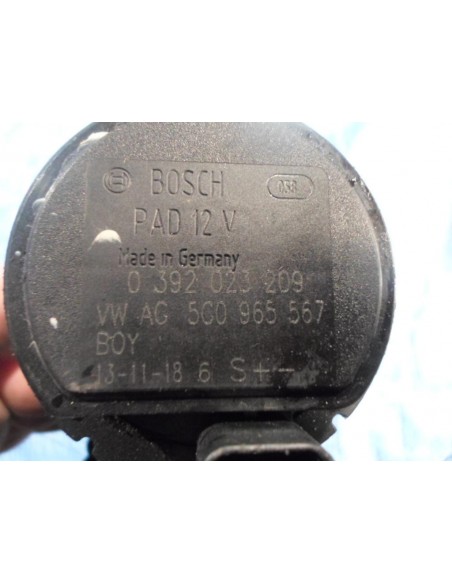 BOSCH
PAD 12 V
Made in Germany
0 392 023 209
VW AG 5G0 965 567
BOY
13-11-18 6 S+-